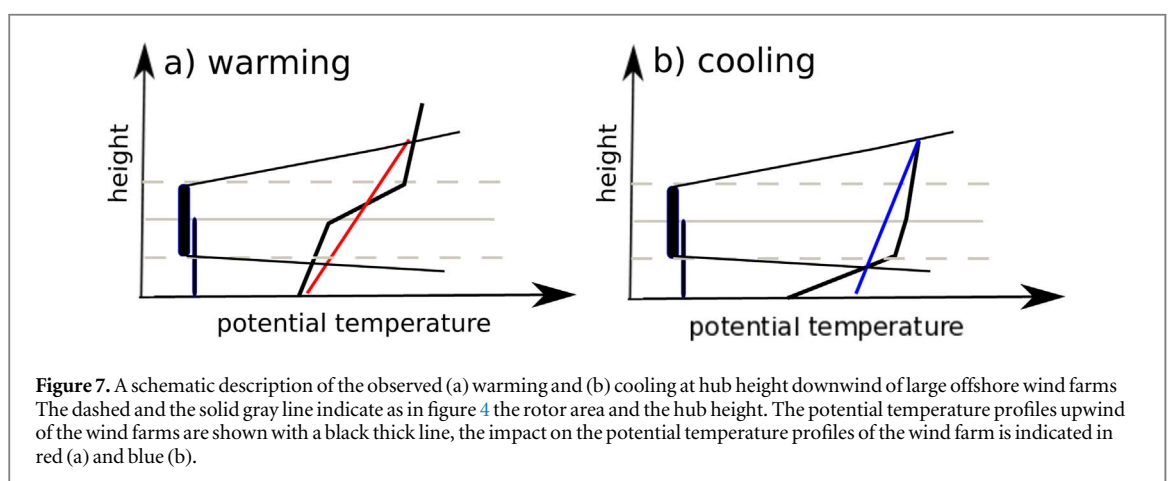 a) warming
height
potential temperature
b) cooling
height
potential temperature
Figure 7. A schematic description of the observed (a) warming and (b) cooling at hub height downwind of large offshore wind farms
The dashed and the solid gray line indicate as in figure 4 the rotor area and the hub height. The potential temperature profiles upwind
of the wind farms are shown with a black thick line, the impact on the potential temperature profiles of the wind farm is indicated in
red (a) and blue (b).